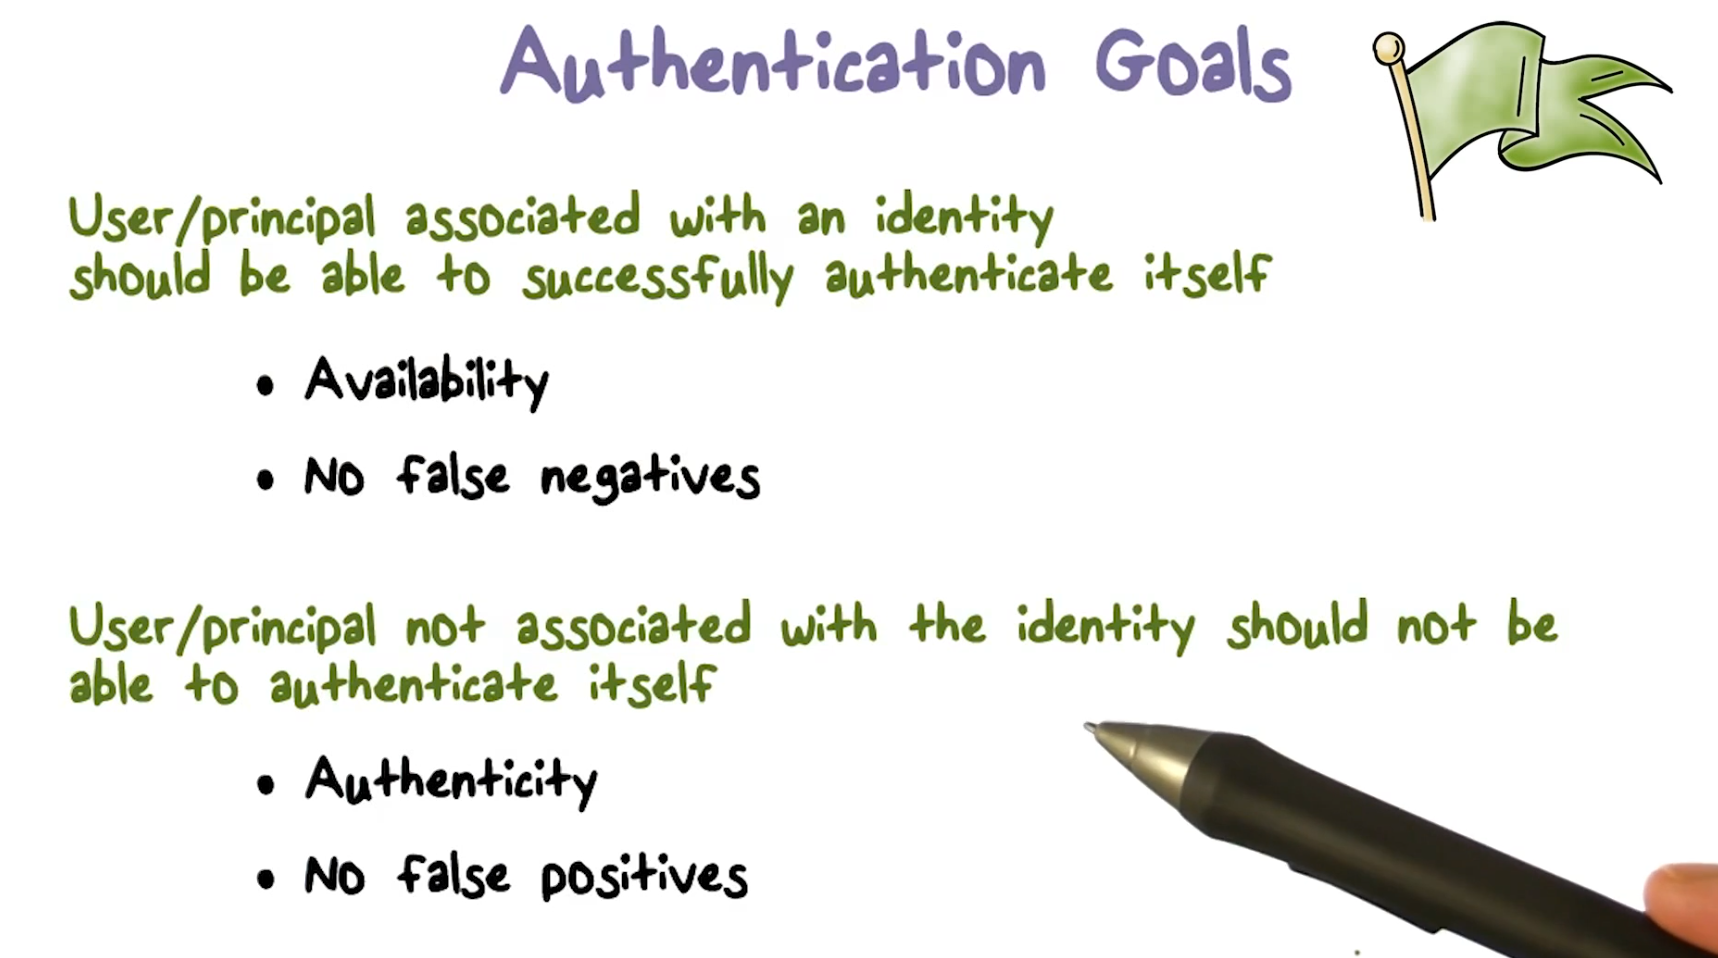 Authentication Goals
User/principal associated with an identity
should be able to successfully authenticate itself
• Availability
• No false negatives
User/principal not associated with the identity should not be
able to authenticate itself
• Authenticity
• No false positives